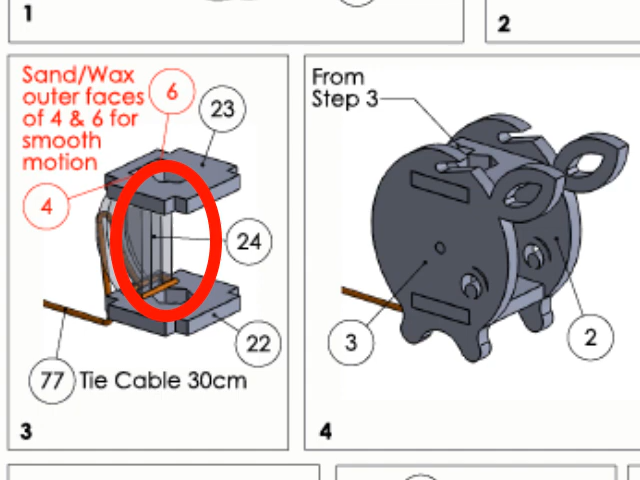 1
2
Sand/Wax
outer faces
of 4 & 6 for
smooth
motion
6
23
4
24
22
77 Tie Cable 30cm
3
From
Step 3
3
2
4